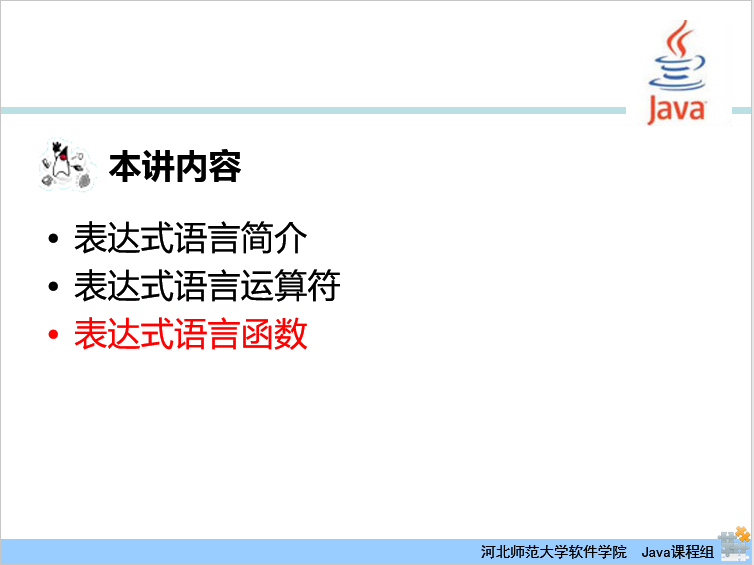 Java
本讲内容
• 表达式语言简介
• 表达式语言运算符
• 表达式语言函数
河北师范大学软件学院 Java课程组